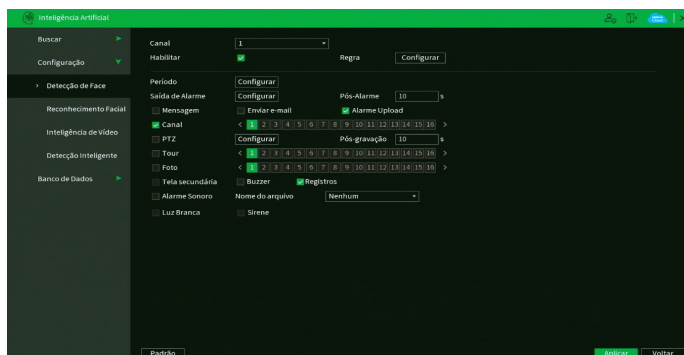 Inteligência Artificial
Buscar
Configuração
> Detecção de Face
Reconhecimento Facial
Inteligência de Vídeo
Detecção Inteligente
Banco de Dados
Canal 1
Habilitar Regra Configurar
Período Configurar
Saída de Alarme Configurar Pós-Alarme 10 s
Mensagem Enviar e-mail Alarme Upload
Canal < 1 2 3 4 5 6 7 8 9 10 11 12 13 14 15 16 >
PTZ Configurar Pós-gravação 10 s
Tour < 1 2 3 4 5 6 7 8 9 10 11 12 13 14 15 16 >
Foto < 1 2 3 4 5 6 7 8 9 10 11 12 13 14 15 16 >
Tela secundária Buzzer Registros
Alarme Sonoro Nome do arquivo Nenhum
Luz Branca Sirene
Padrão Aplicar Voltar